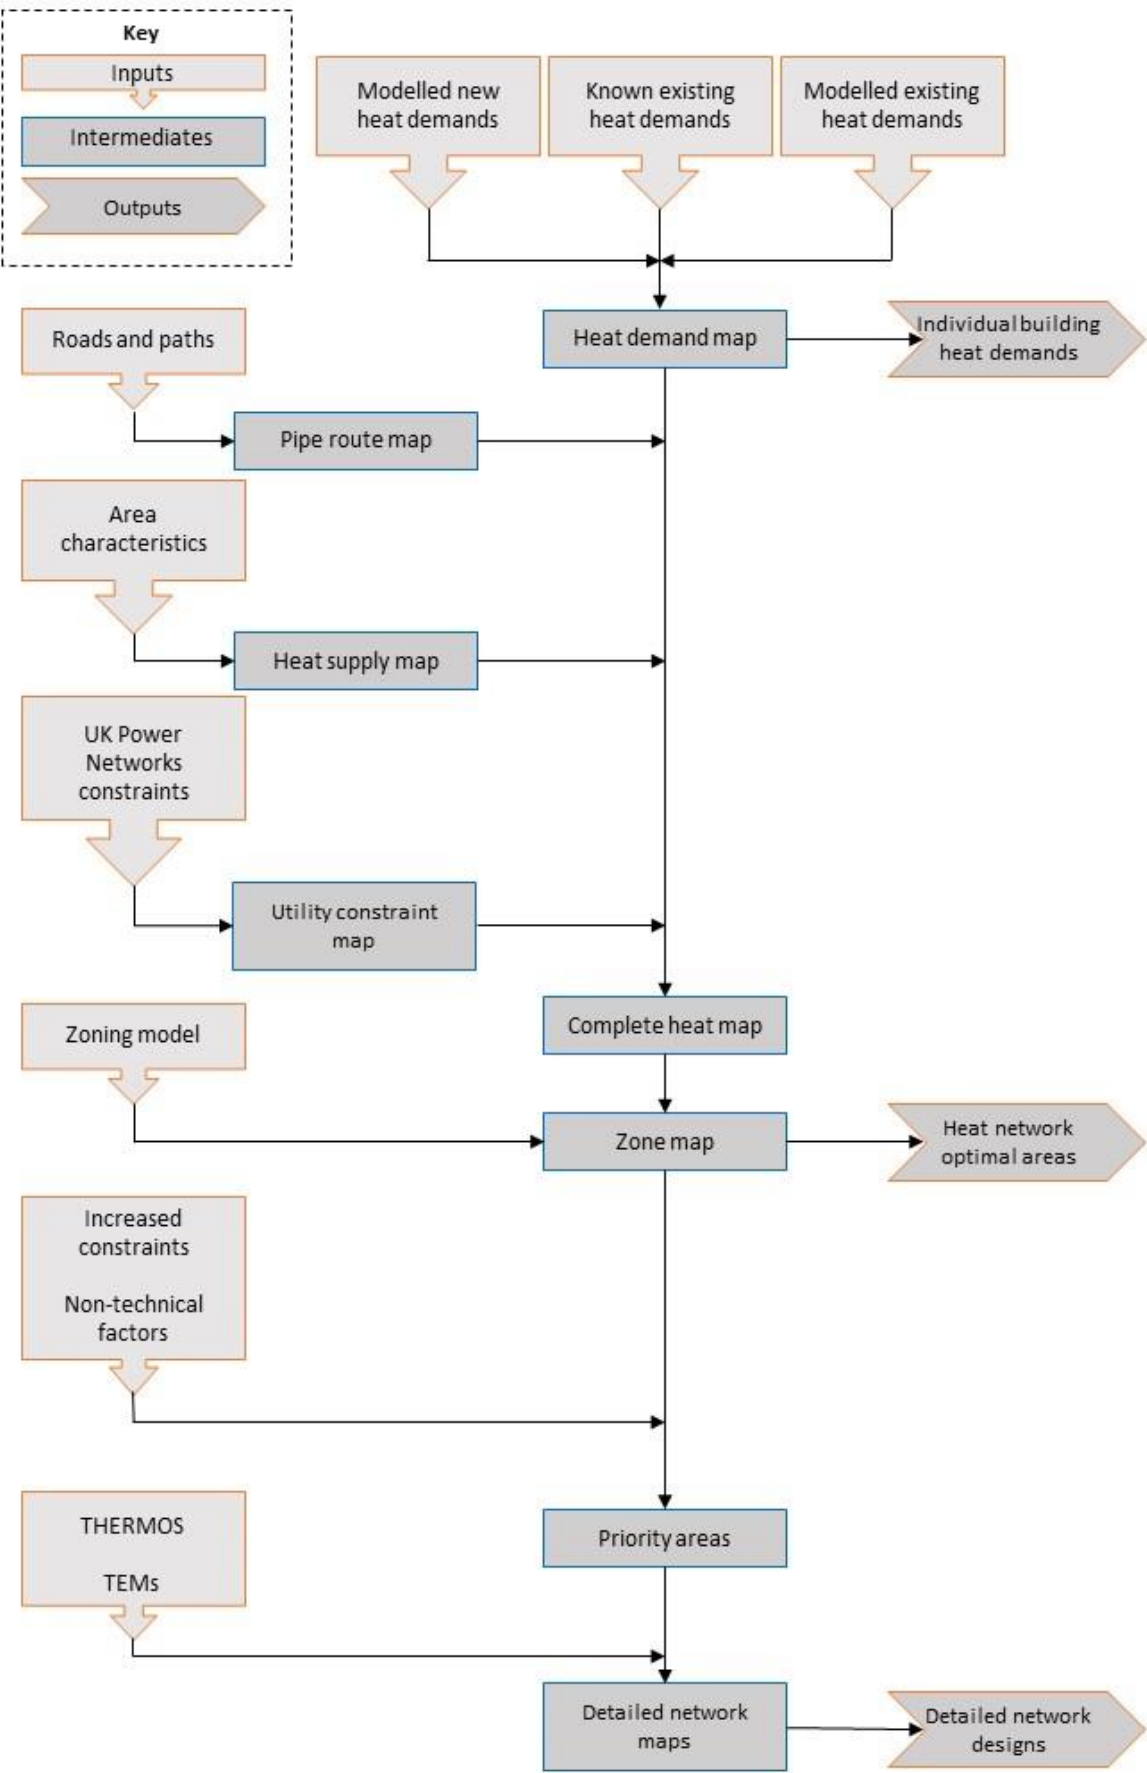 Key
Inputs
Intermediates
Outputs
Modelled new
heat demands
Known existing
heat demands
Modelled existing
heat demands
Roads and paths
Heat demand map
Individual building
heat demands
Pipe route map
Area
characteristics
Heat supply map
UK Power
Networks
constraints
Utility constraint
map
Complete heat map
Zoning model
Zone map
Heat network
optimal areas
Increased
constraints
Non-technical
factors
THERMOS
TEMs
Priority areas
Detailed network
maps
Detailed network
designs